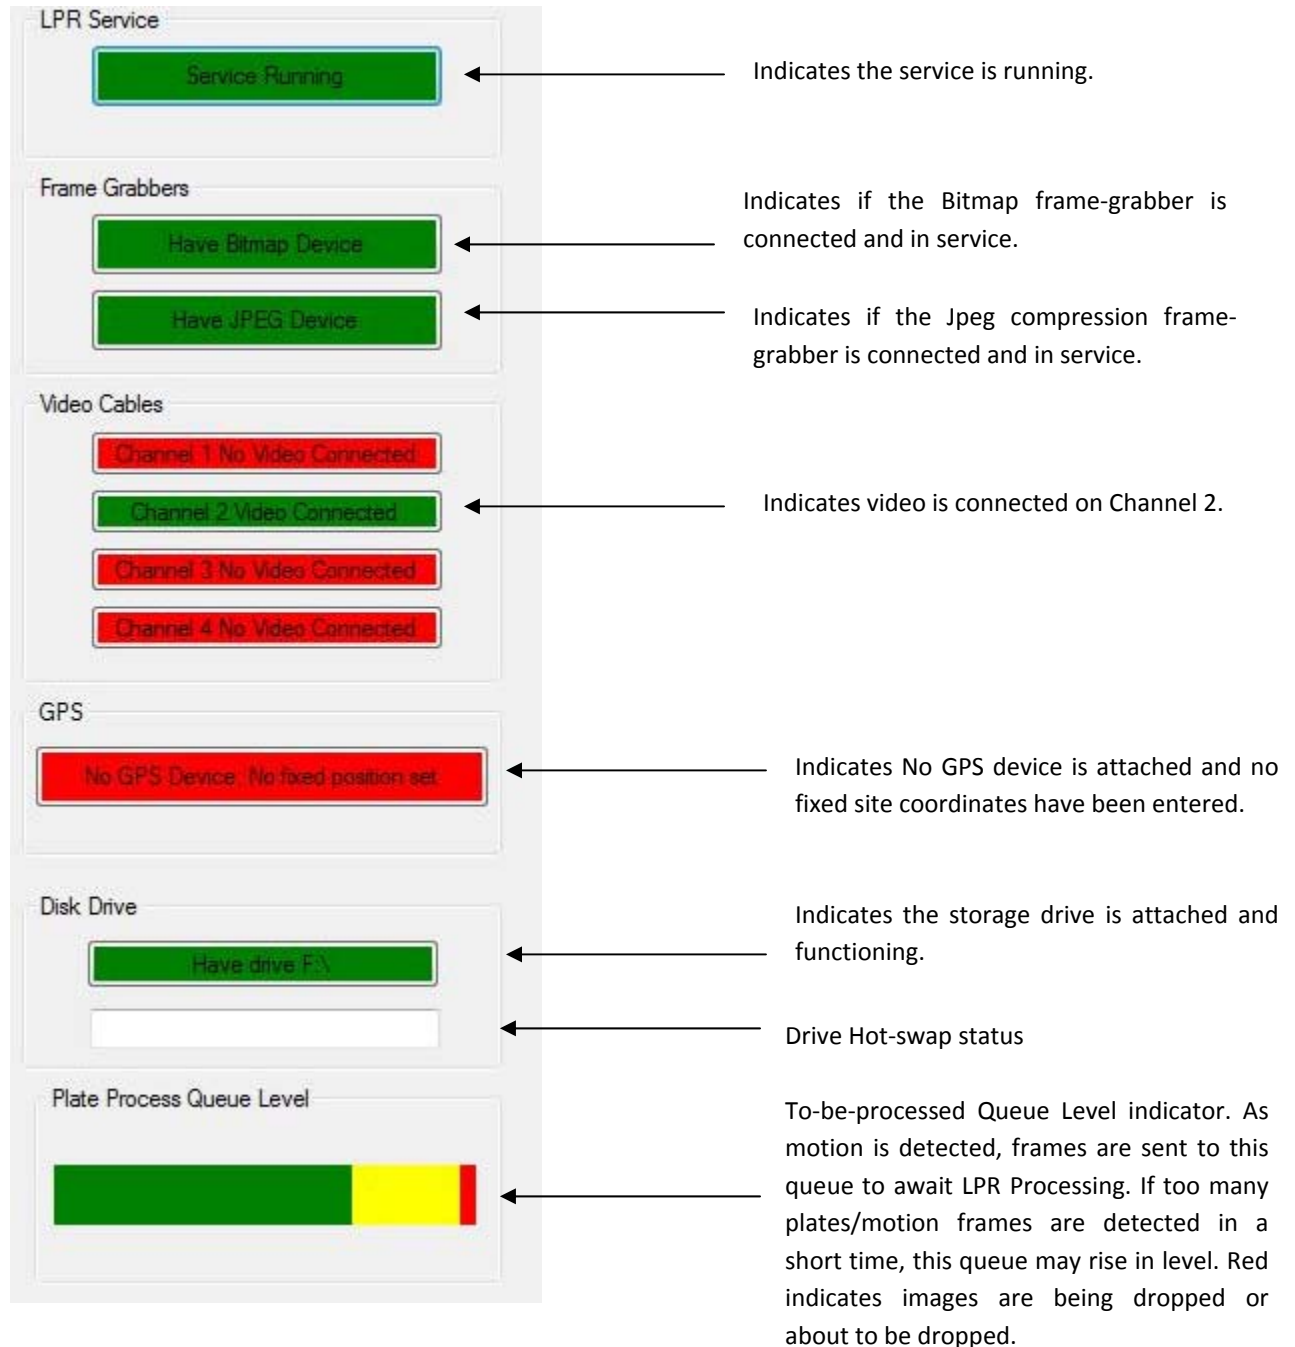 LPR Service
Service Running
Indicates the service is running.
Frame Grabbers
Have Bitmap Device
Indicates if the Bitmap frame-grabber is
connected and in service.
Have JPEG Device
Indicates if the Jpeg compression frame-
grabber is connected and in service.
Video Cables
Channel 1 No Video Connected
Channel 2 Video Connected
Indicates video is connected on Channel 2.
Channel 3 No Video Connected
Channel 4 No Video Connected
GPS
No GPS Device. No fixed position set
Indicates No GPS device is attached and no
fixed site coordinates have been entered.
Disk Drive
Have drive F:\
Indicates the storage drive is attached and
functioning.
Drive Hot-swap status
Plate Process Queue Level
To-be-processed Queue Level indicator. As
motion is detected, frames are sent to this
queue to await LPR Processing. If too many
plates/motion frames are detected in a
short time, this queue may rise in level. Red
indicates images are being dropped or
about to be dropped.